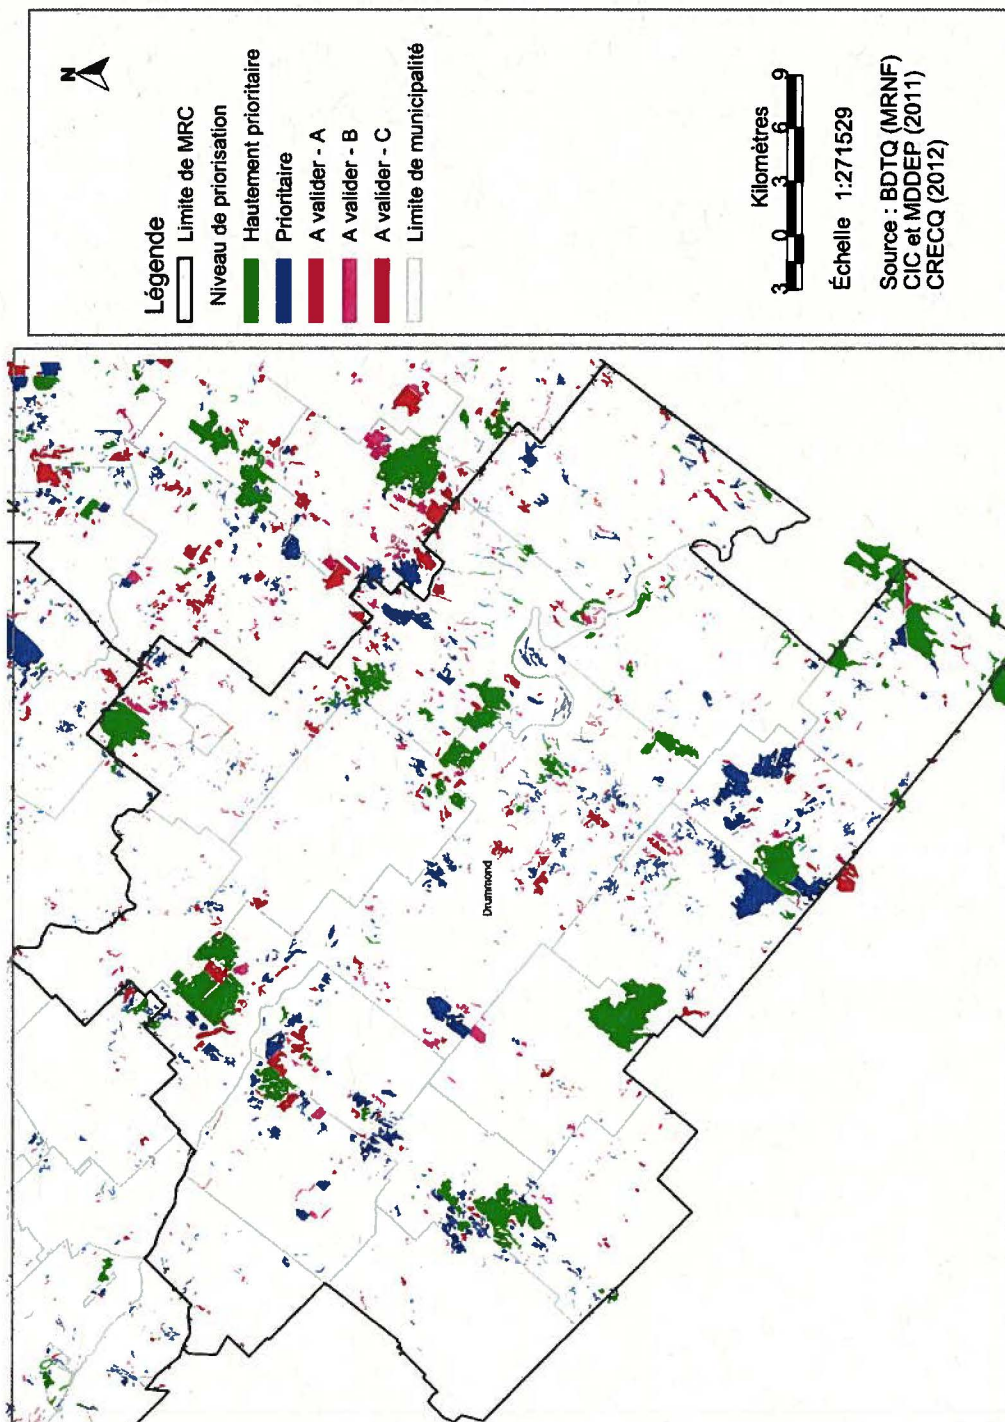 N
Légende
Limite de MRC
Niveau de priorisation
Hautement prioritaire
Prioritaire
A valider - A
A valider - B
A valider - C
Limite de municipalité
Kilomètres
3 0 3 6 9
Échelle 1:271529
Source : BDTQ (MRNF)
CIC et MDDEP (2011)
CRECQ (2012)
Drummond